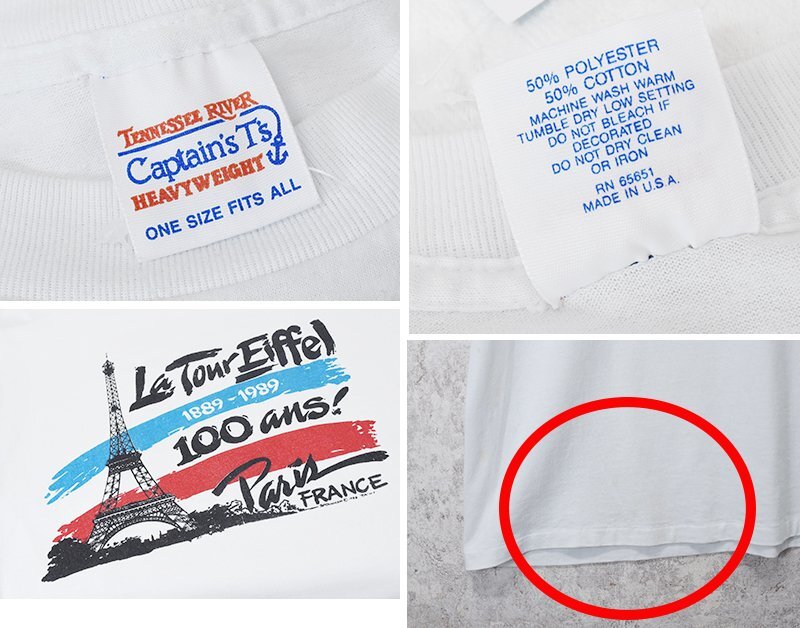 TENNESSEE RIVER
Captain's T's
HEAVYWEIGHT
ONE SIZE FITS ALL
50% POLYESTER
50% COTTON
MACHINE WASH WARM
TUMBLE DRY LOW SETTING
DO NOT BLEACH IF
DECORATED
DO NOT DRY CLEAN
OR IRON
RN 65651
MADE IN U.S.A.
La Tour Eiffel
1889-1989
100 ans!
Paris
FRANCE